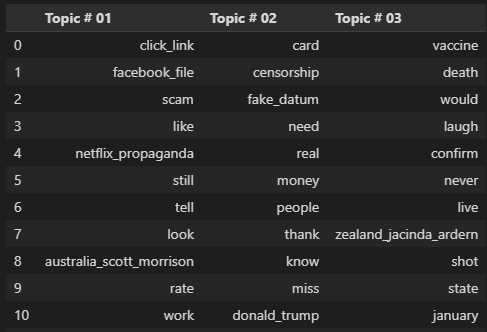 Topic # 01 Topic # 02 Topic # 03
0 click_link card vaccine
1 facebook_file censorship death
2 scam fake_datum would
3 like need laugh
4 netflix_propaganda real confirm
5 still money never
6 tell people live
7 look thank zealand_jacinda_ardern
8 australia_scott_morrison know shot
9 rate miss state
10 work donald_trump january